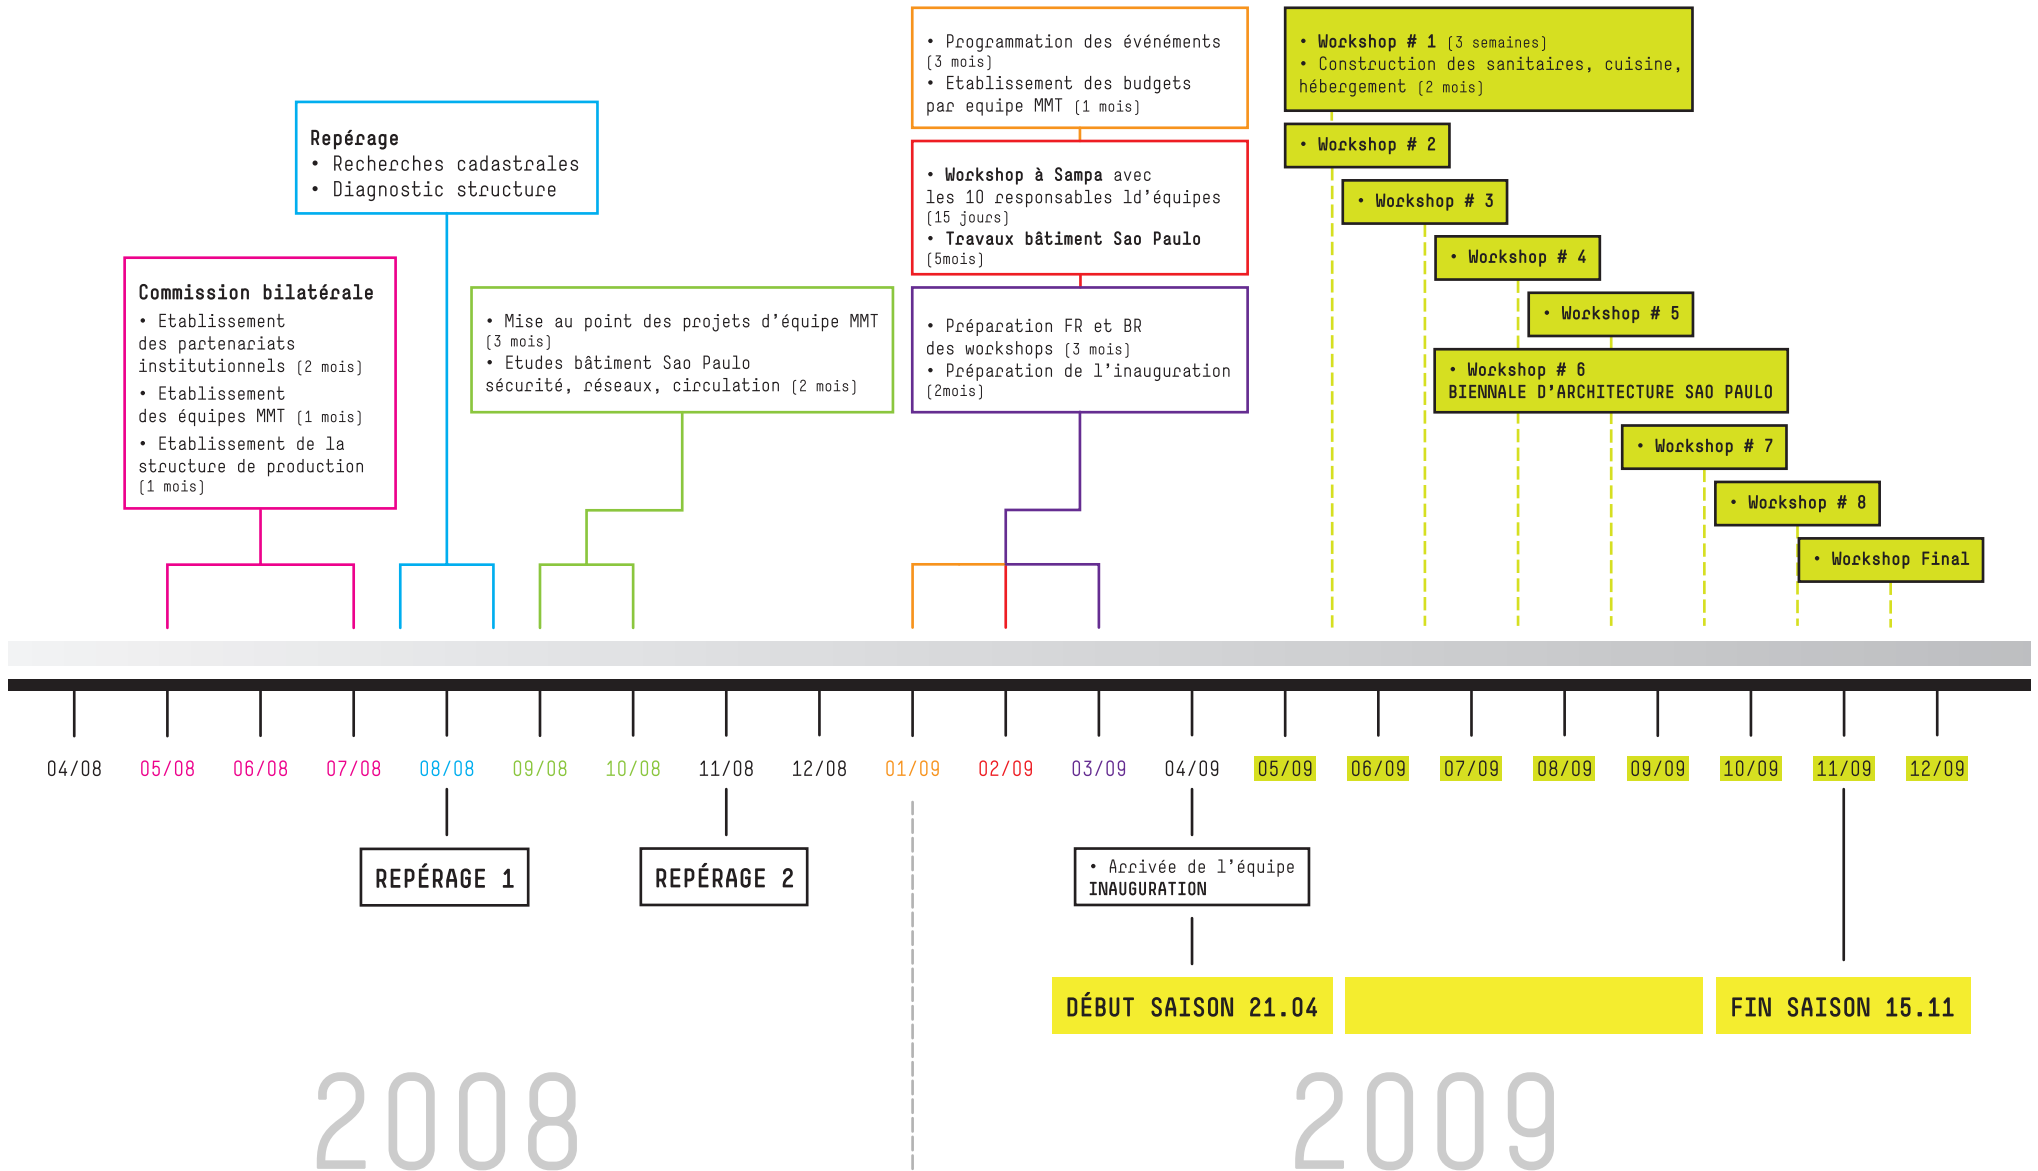 Commission bilatérale
• Etablissement
des partenariats
institutionnels (2 mois)
• Etablissement
des équipes MMT (1 mois)
• Etablissement de la
structure de production
(1 mois)
Repérage
• Recherches cadastrales
• Diagnostic structure
• Mise au point des projets d'équipe MMT
(3 mois)
• Etudes bâtiment Sao Paulo
sécurité, réseaux, circulation (2 mois)
• Programmation des événéments
(3 mois)
• Etablissement des budgets
par equipe MMT (1 mois)
• Workshop à Sampa avec
les 10 responsables ld'équipes
(15 jours)
• Travaux bâtiment Sao Paulo
(5mois)
• Préparation FR et BR
des workshops (3 mois)
• Préparation de l'inauguration
(2mois)
• Workshop # 1 (3 semaines)
• Construction des sanitaires, cuisine,
hébergement (2 mois)
• Workshop # 2
• Workshop # 3
• Workshop # 4
• Workshop # 5
• Workshop # 6
BIENNALE D'ARCHITECTURE SAO PAULO
• Workshop # 7
• Workshop # 8
• Workshop Final
04/08 05/08 06/08 07/08 08/08 09/08 10/08 11/08 12/08 01/09 02/09 03/09 04/09 05/09 06/09 07/09 08/09 09/09 10/09 11/09 12/09
REPÉRAGE 1
REPÉRAGE 2
• Arrivée de l'équipe
INAUGURATION
DÉBUT SAISON 21.04
FIN SAISON 15.11
2008
2009